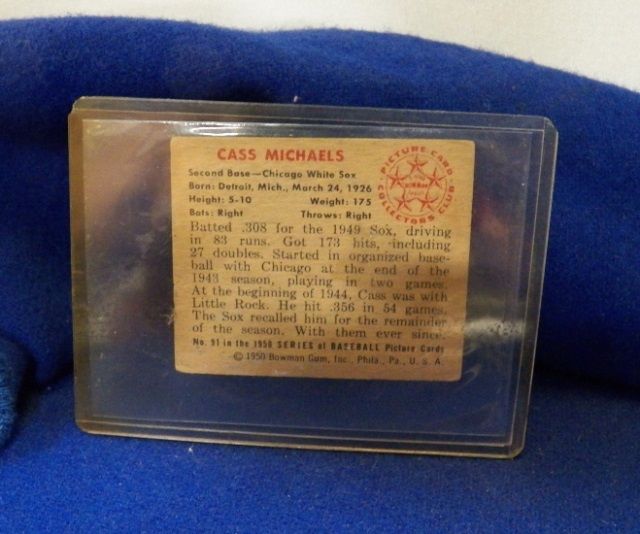 CASS MICHAELS
Second Base—Chicago White Sox
Born: Detroit, Mich., March 24, 1926
Height: 5-10 Weight: 175
Bats: Right Throws: Right
PICTURE CARD
COLLECTORS CLUB
Batted .308 for the 1949 Sox, driving
in 83 runs. Got 173 hits, including
27 doubles. Started in organized base-
ball with Chicago at the end of the
1943 season, playing in two games.
At the beginning of 1944, Cass was with
Little Rock. He hit .356 in 54 games.
The Sox recalled him for the remainder
of the season. With them ever since.
No. 91 in the 1950 SERIES of BASEBALL Picture Cards
© 1950 Bowman Gum, Inc., Phila., Pa., U. S. A.